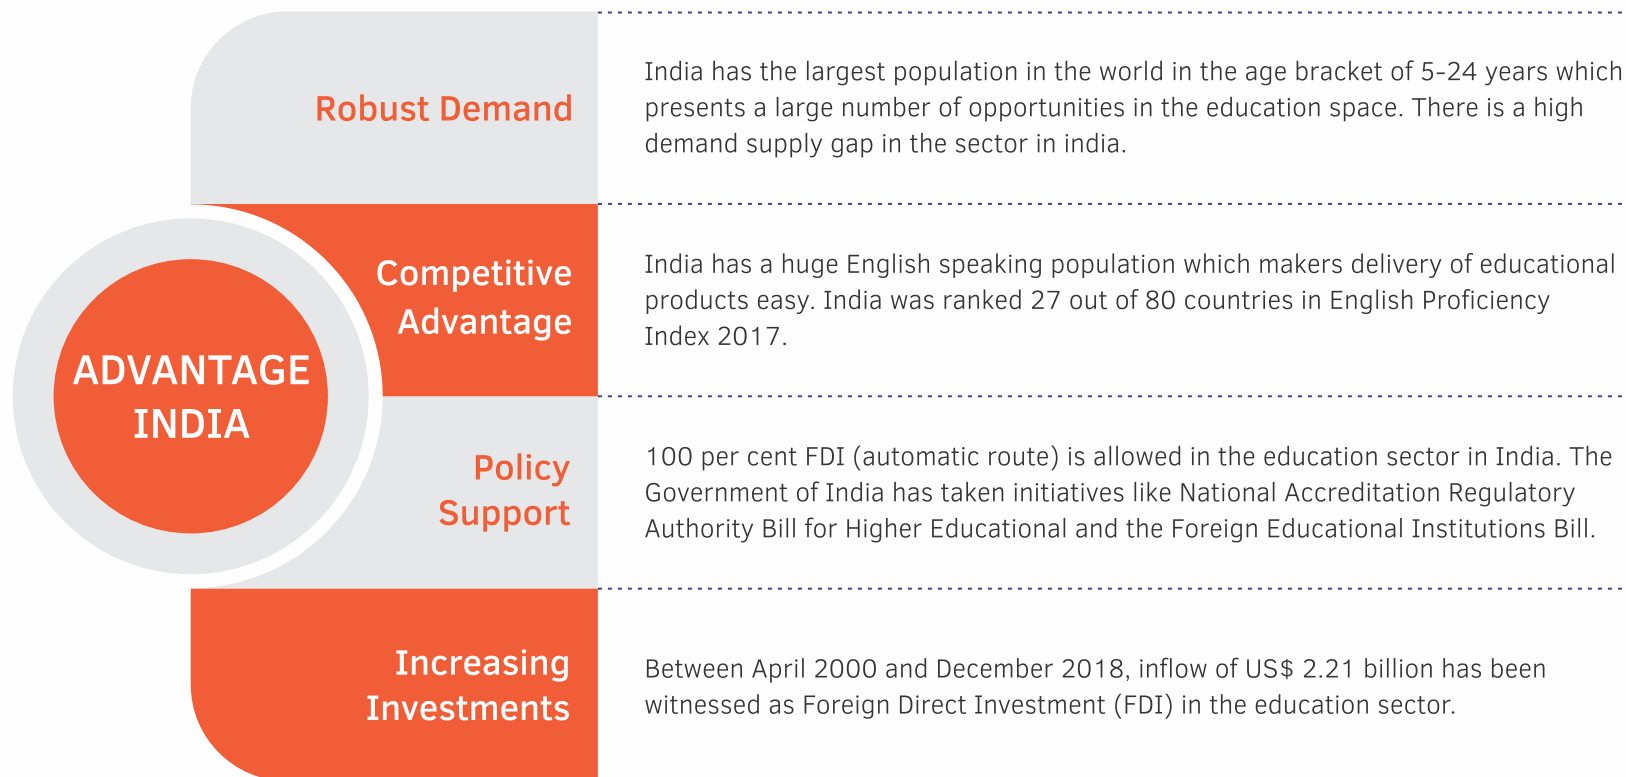 Robust Demand
India has the largest population in the world in the age bracket of 5-24 years which
presents a large number of opportunities in the education space. There is a high
demand supply gap in the sector in india.
Competitive
Advantage
India has a huge English speaking population which makers delivery of educational
products easy. India was ranked 27 out of 80 countries in English Proficiency
Index 2017.
ADVANTAGE
INDIA
Policy
Support
100 per cent FDI (automatic route) is allowed in the education sector in India. The
Government of India has taken initiatives like National Accreditation Regulatory
Authority Bill for Higher Educational and the Foreign Educational Institutions Bill.
Increasing
Investments
Between April 2000 and December 2018, inflow of US$ 2.21 billion has been
witnessed as Foreign Direct Investment (FDI) in the education sector.